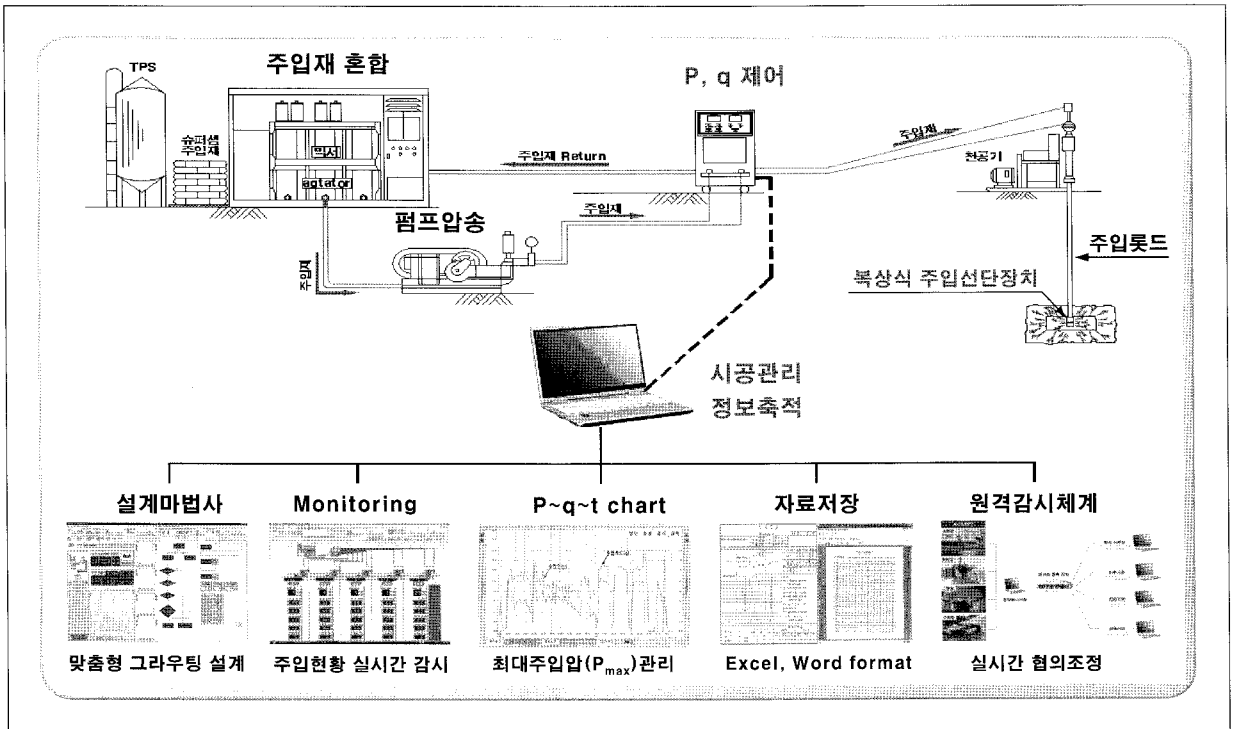 주입재 혼합
P, q 제어
TPS
슈퍼셈
주입재
믹서
agtator
주입재 Return
주입재
천공기
펌프압송
주입재
주입재
주입롯드
복상식 주입선단장치
시공관리
정보축적
설계마법사
Monitoring
P~q~t chart
자료저장
원격감시체계
맞춤형 그라우팅 설계
주입현황 실시간 감시
최대주입압(Pmax)관리
Excel, Word format
실시간 협의조정